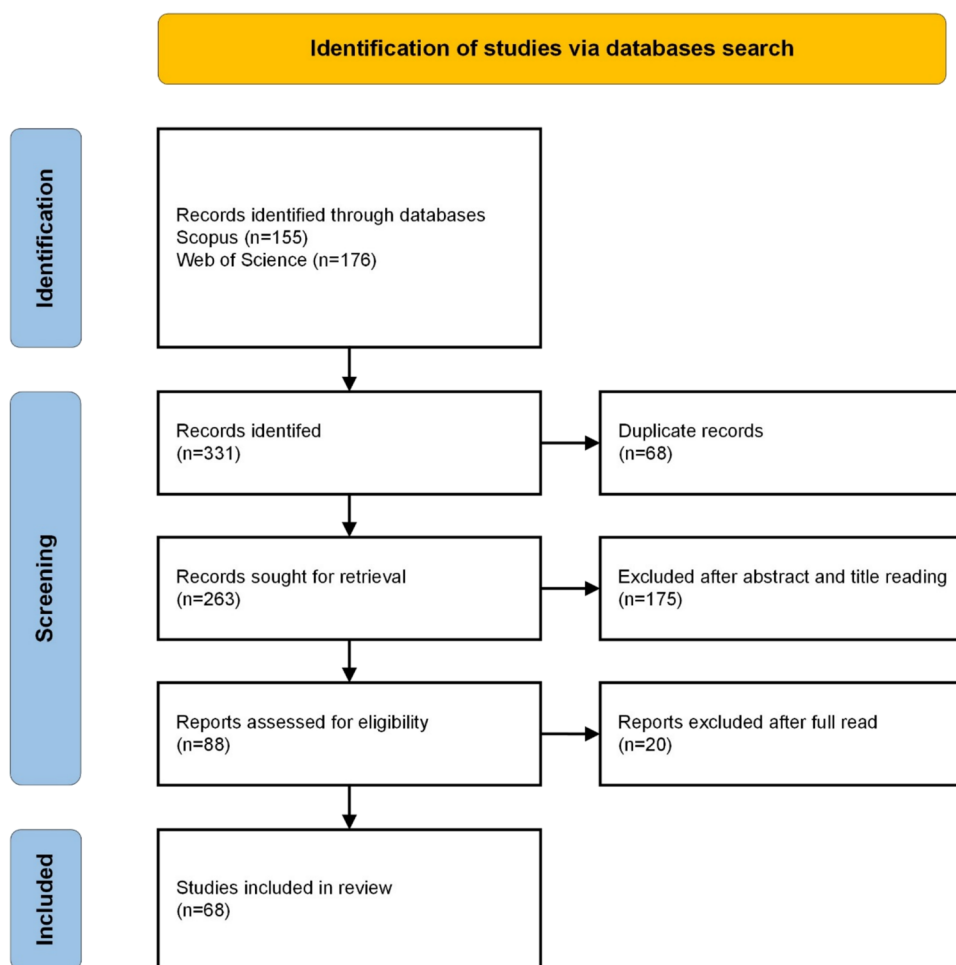 Identification of studies via databases search
Identification
Records identified through databases
Scopus (n=155)
Web of Science (n=176)
Screening
Records identifed
(n=331)
Duplicate records
(n=68)
Records sought for retrieval
(n=263)
Excluded after abstract and title reading
(n=175)
Reports assessed for eligibility
(n=88)
Reports excluded after full read
(n=20)
Included
Studies included in review
(n=68)